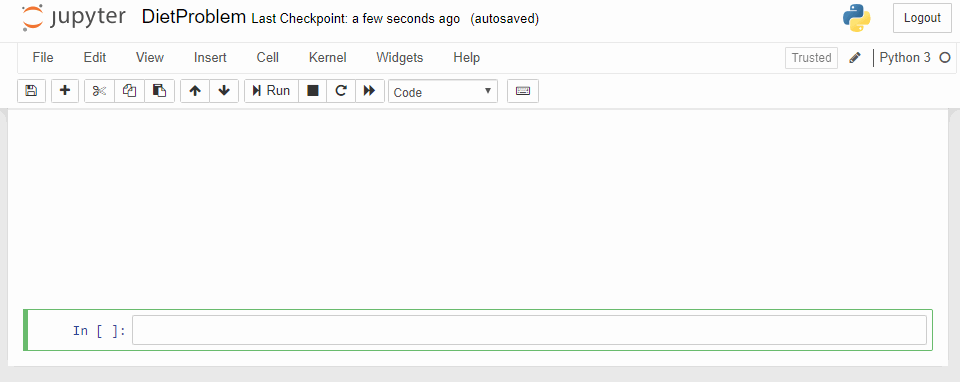 jupyter DietProblem Last Checkpoint: a few seconds ago (autosaved) Logout
File Edit View Insert Cell Kernel Widgets Help Trusted Python 3
Run Code
In [ ]: